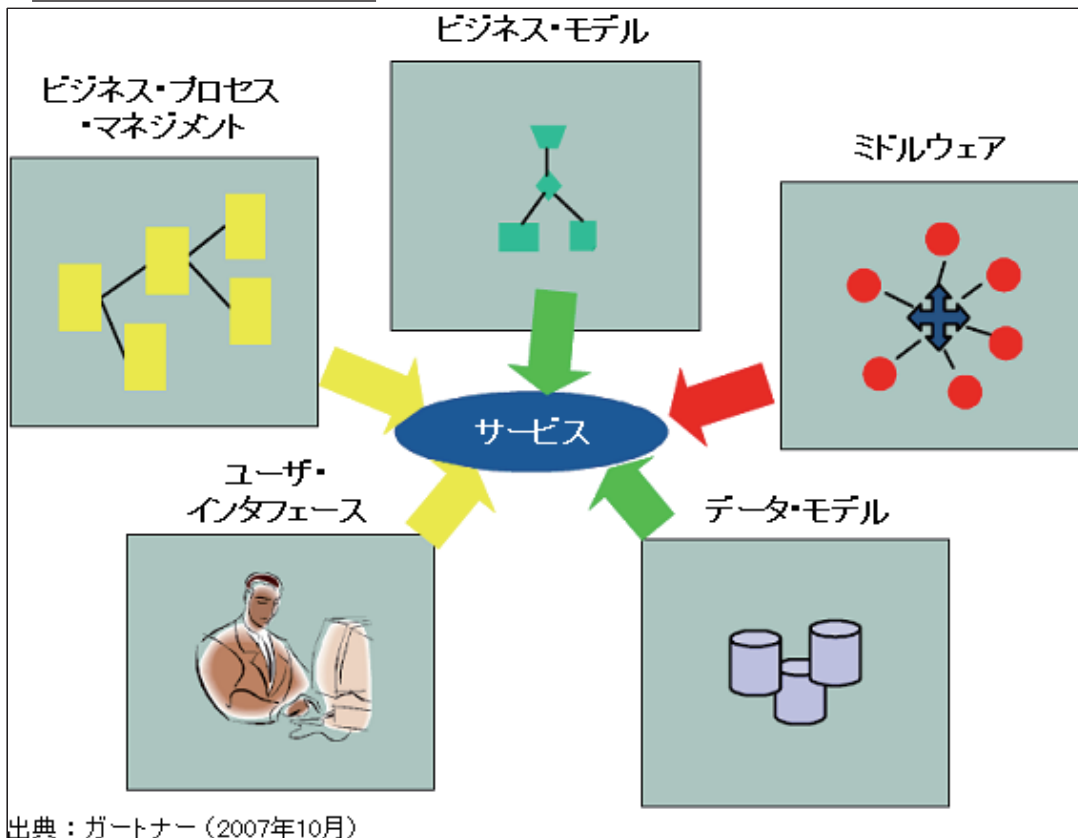 ビジネス・モデル
ビジネス・プロセス
・マネジメント
ミドルウェア
サービス
ユーザ・
インタフェース
データ・モデル
出典：ガートナー（2007年10月）